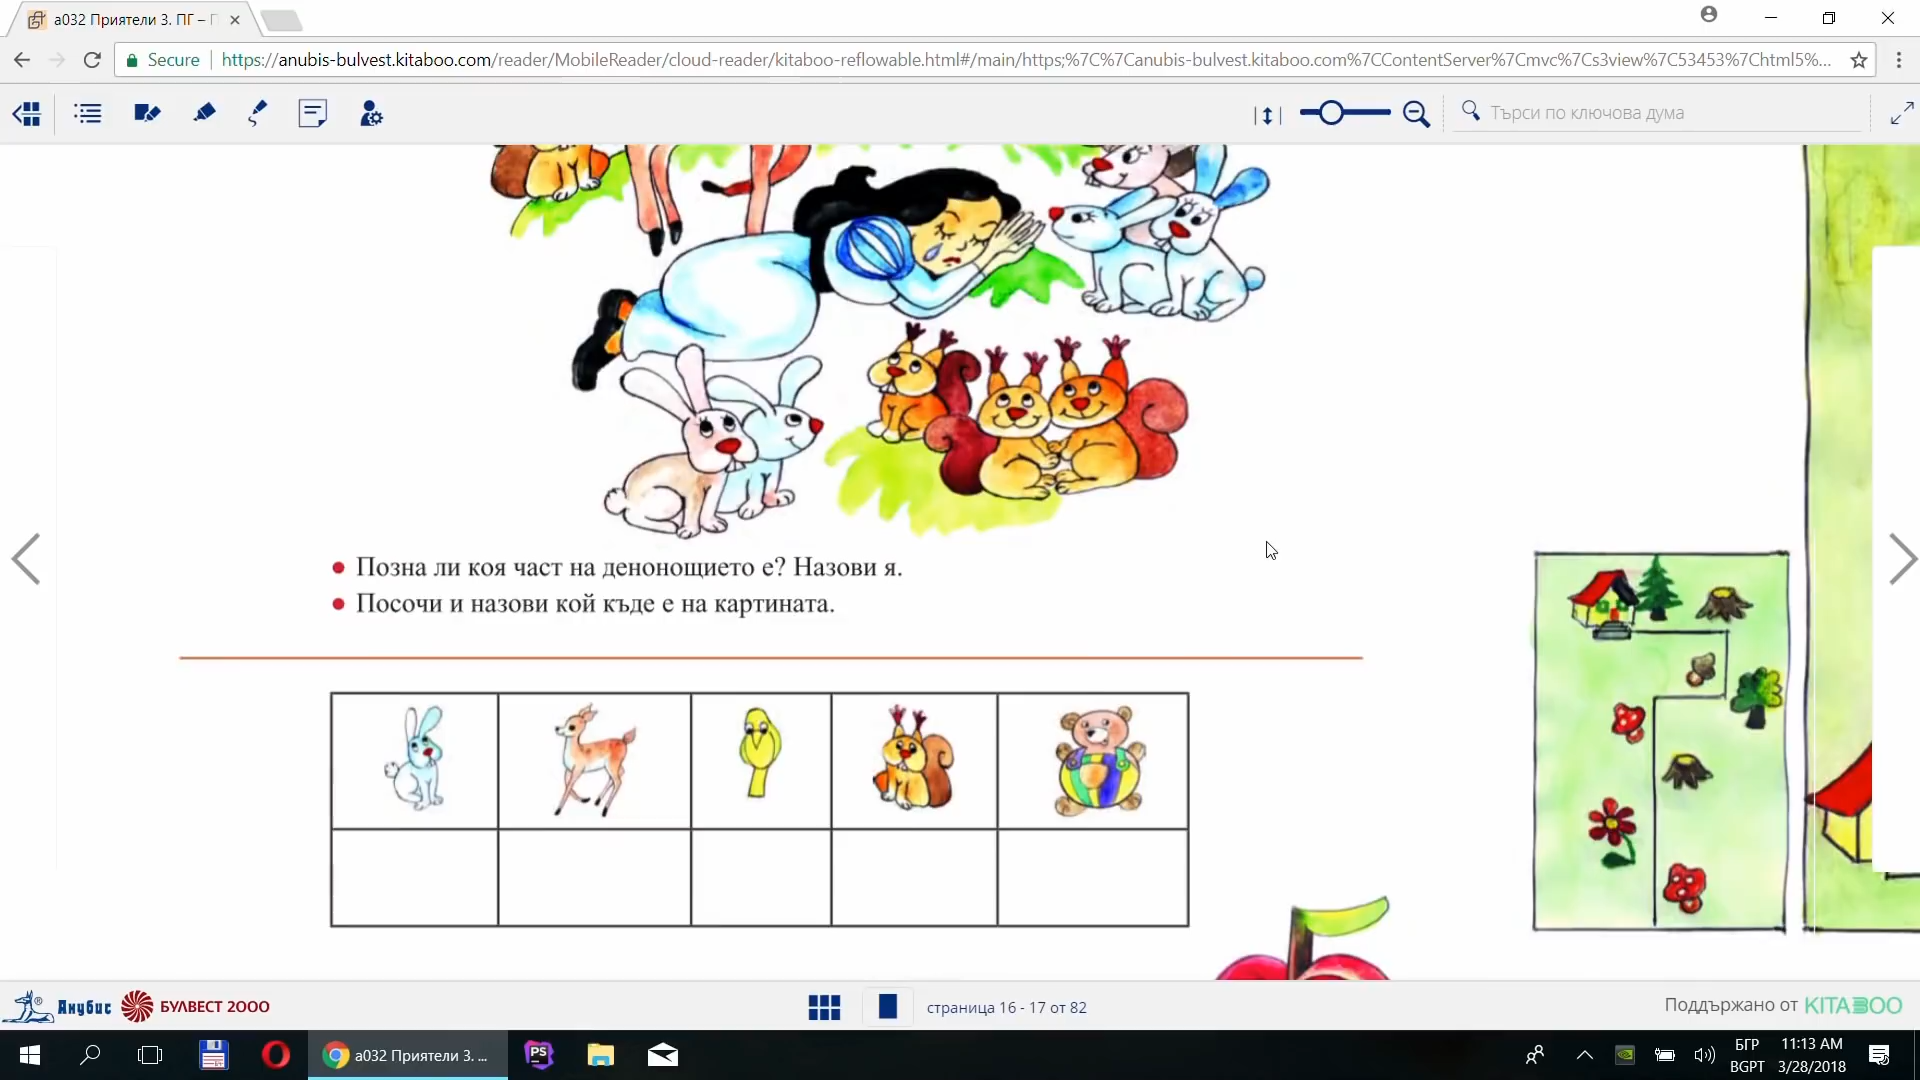 a032 Приятели 3. ПГ – П
Secure
https://anubis-bulvest.kitaboo.com/reader/MobileReader/cloud-reader/kitaboo-reflowable.html#/main/https;%7C%7Canubis-bulvest.kitaboo.com%7CContentServer%7Cmvc%7Cs3view%7C53453%7Chtml5%...
Търси по ключова дума
Позна ли коя част на денонощието е? Назови я.
Посочи и назови кой къде е на картината.
Анубис БУЛВЕСТ 2000
страница 16 - 17 от 82
Поддържано от KITABOO
a032 Приятели 3. ...
PS
БГР 11:13 AM
BGPT 3/28/2018